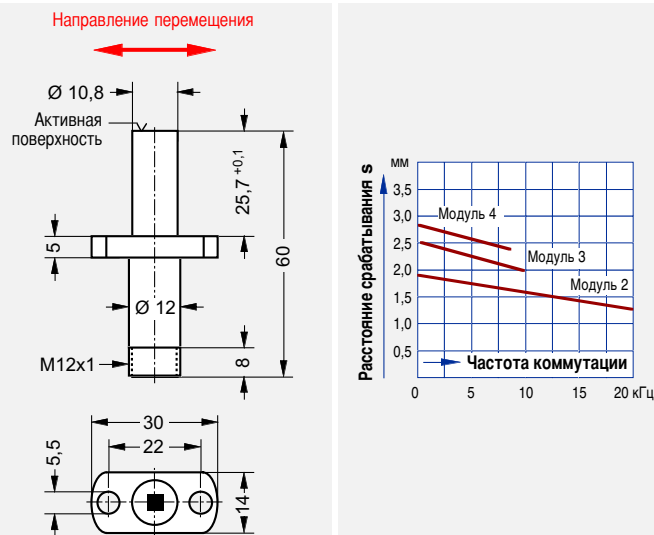 Направление перемещения
Ø 10,8
Активная
поверхность
25,7 +0,1
5
60
Ø 12
M12x1
8
30
22
5,5
14
Расстояние срабатывания s
мм
3,5
3,0
2,5
2,0
1,5
1,0
0,5
Модуль 4
Модуль 3
Модуль 2
Частота коммутации
0 5 10 15 20 кГц